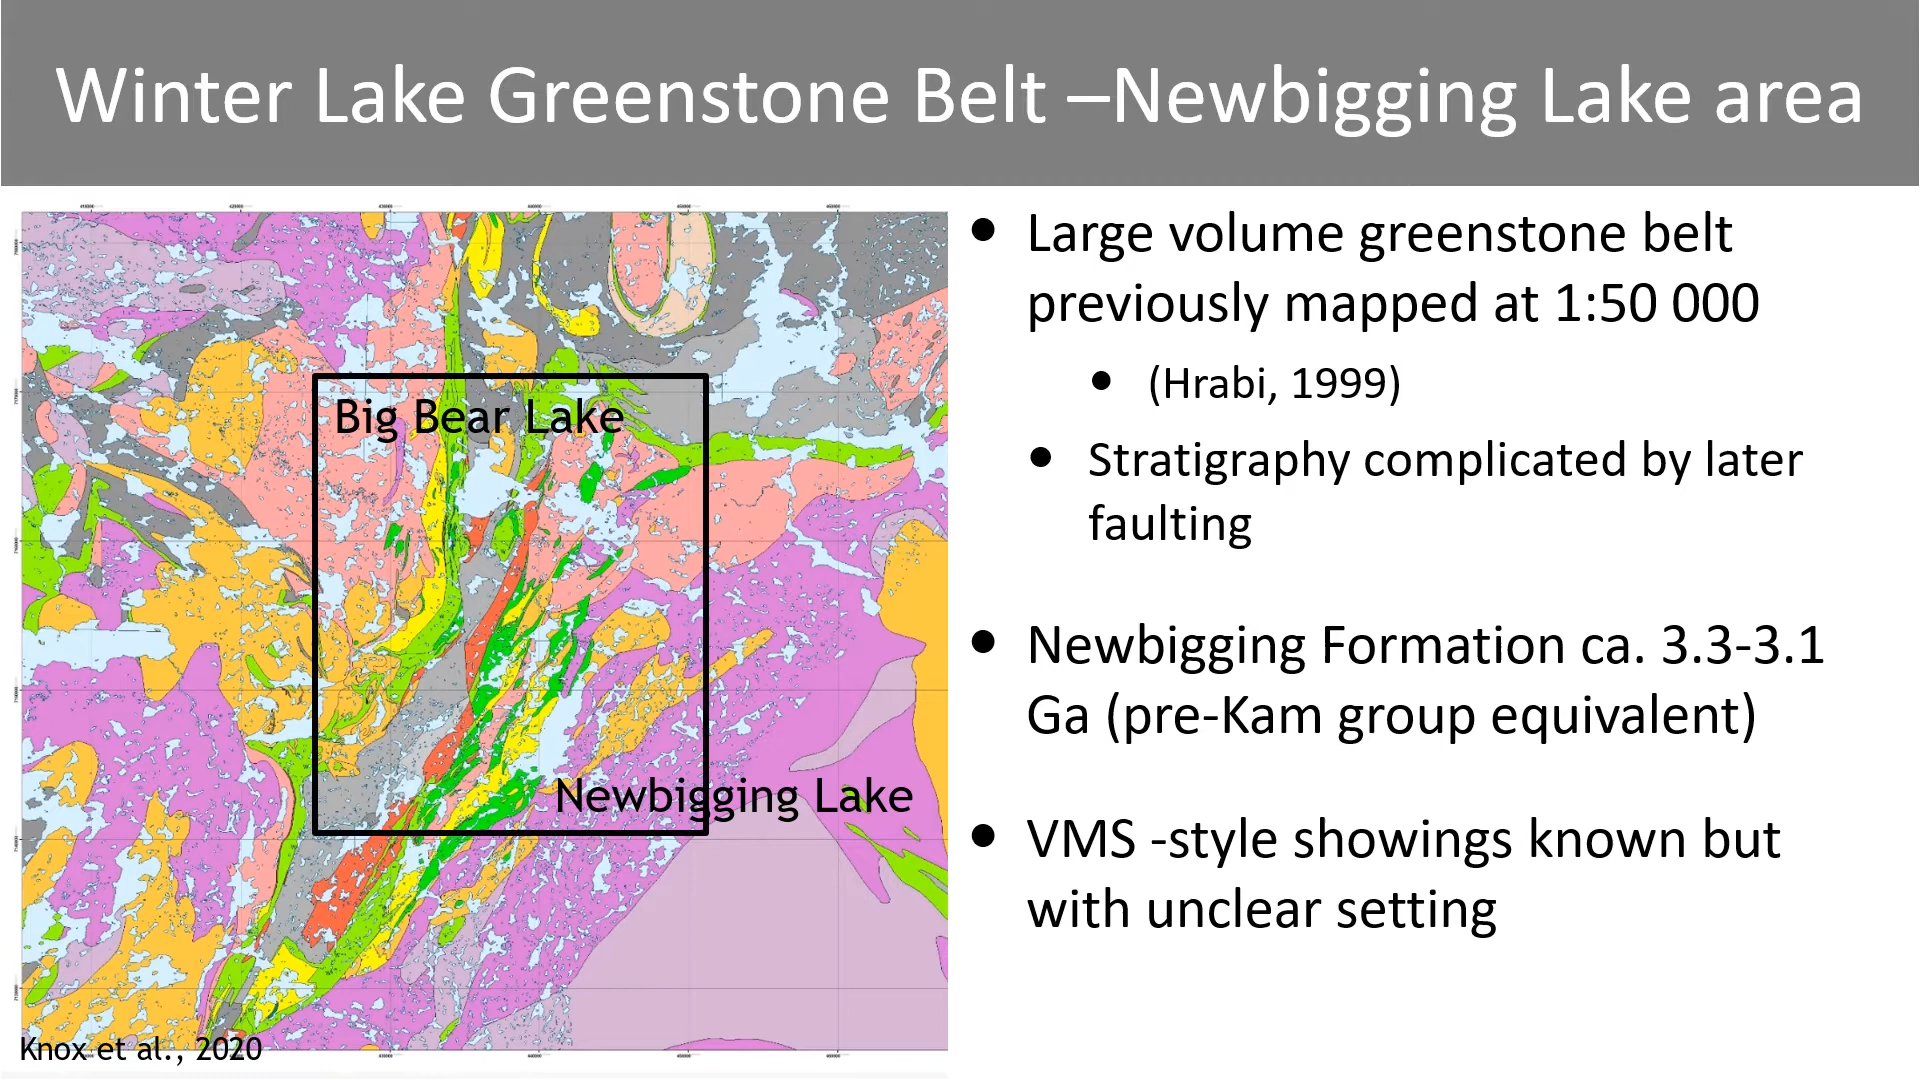 Winter Lake Greenstone Belt –Newbigging Lake area
Big Bear Lake
Newbigging Lake
Knox et al., 2020
● Large volume greenstone belt
previously mapped at 1:50 000
● (Hrabi, 1999)
● Stratigraphy complicated by later
faulting
● Newbigging Formation ca. 3.3-3.1
Ga (pre-Kam group equivalent)
● VMS -style showings known but
with unclear setting